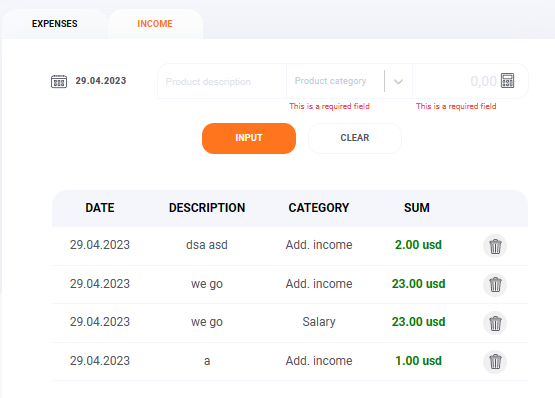 EXPENSES INCOME
29.04.2023 Product description Product category 0,00
This is a required field This is a required field
INPUT CLEAR
DATE DESCRIPTION CATEGORY SUM
29.04.2023 dsa asd Add. income 2.00 usd
29.04.2023 we go Add. income 23.00 usd
29.04.2023 we go Salary 23.00 usd
29.04.2023 a Add. income 1.00 usd